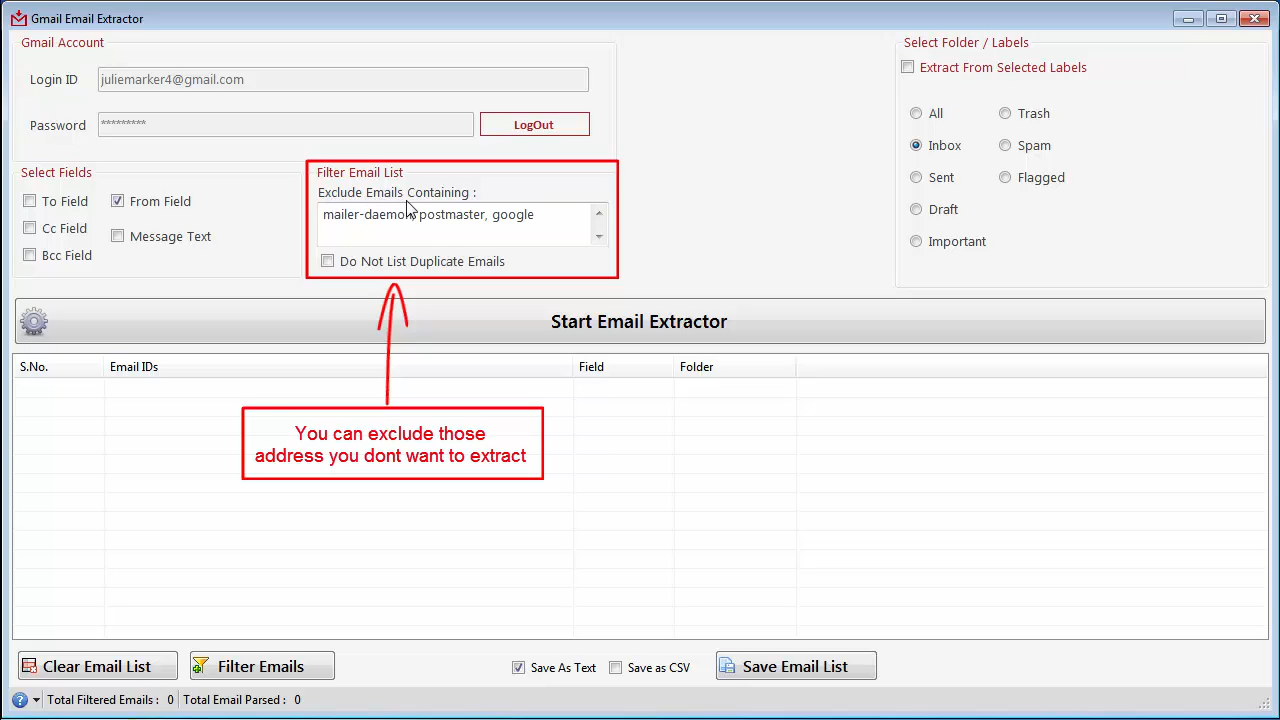 Gmail Email Extractor
Gmail Account
Login ID
juliemarker4@gmail.com
Password
*********
LogOut
Select Fields
To Field
From Field
Cc Field
Message Text
Bcc Field
Filter Email List
Exclude Emails Containing :
mailer-daemon, postmaster, google
Do Not List Duplicate Emails
Select Folder / Labels
Extract From Selected Labels
All
Trash
Inbox
Spam
Sent
Flagged
Draft
Important
Start Email Extractor
S.No.
Email IDs
Field
Folder
You can exclude those
address you dont want to extract
Clear Email List
Filter Emails
Save As Text
Save as CSV
Save Email List
Total Filtered Emails : 0
Total Email Parsed : 0